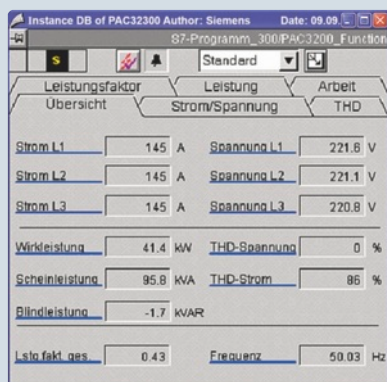 Instance DB of PAC32300 Author: Siemens Date: 09.09.
S7-Programm_300/PAC3200_Function
S Standard
Leistungsfaktor Leistung Arbeit
Übersicht Strom/Spannung THD
Strom L1 145 A Spannung L1 221.6 V
Strom L2 145 A Spannung L2 221.1 V
Strom L3 145 A Spannung L3 220.8 V
Wirkleistung 41.4 kW THD-Spannung 0 %
Scheinleistung 95.8 kVA THD-Strom 86 %
Blindleistung -1.7 kVAR
Lstg.fakt. ges. 0.43 Frequenz 50.03 Hz